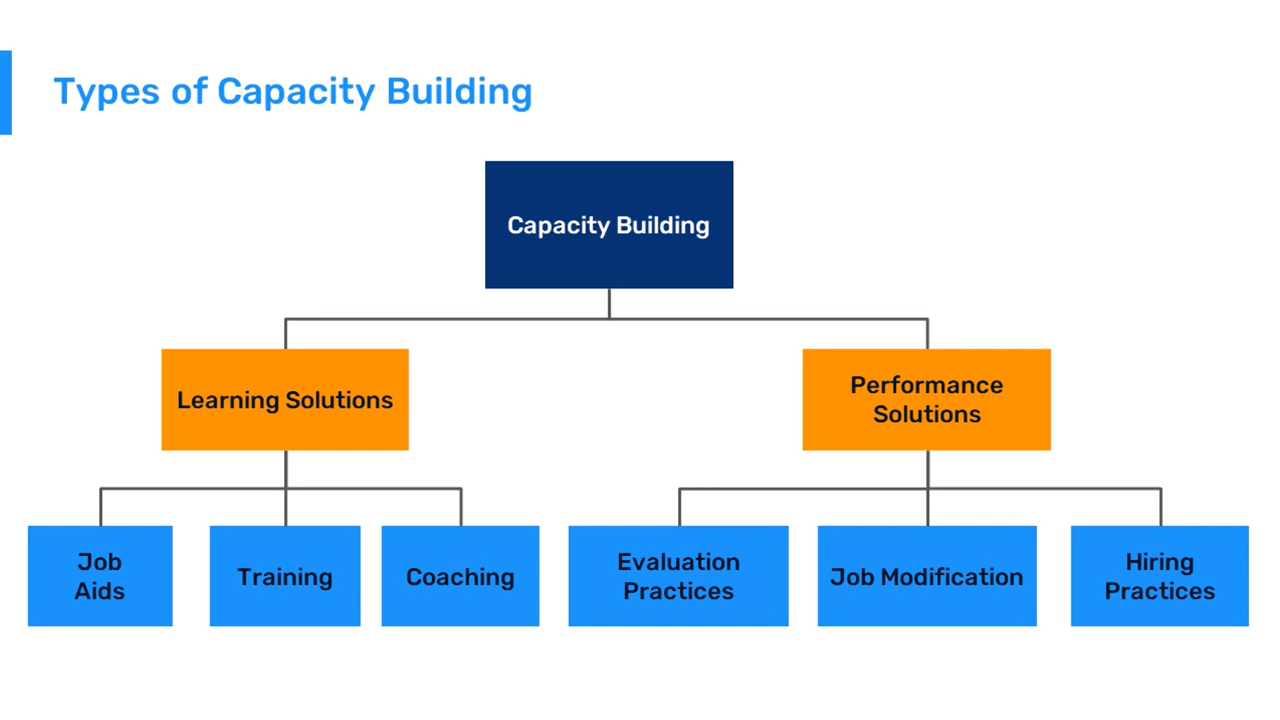 Types of Capacity Building
Capacity Building
Learning Solutions
Performance
Solutions
Job
Aids
Training
Coaching
Evaluation
Practices
Job Modification
Hiring
Practices